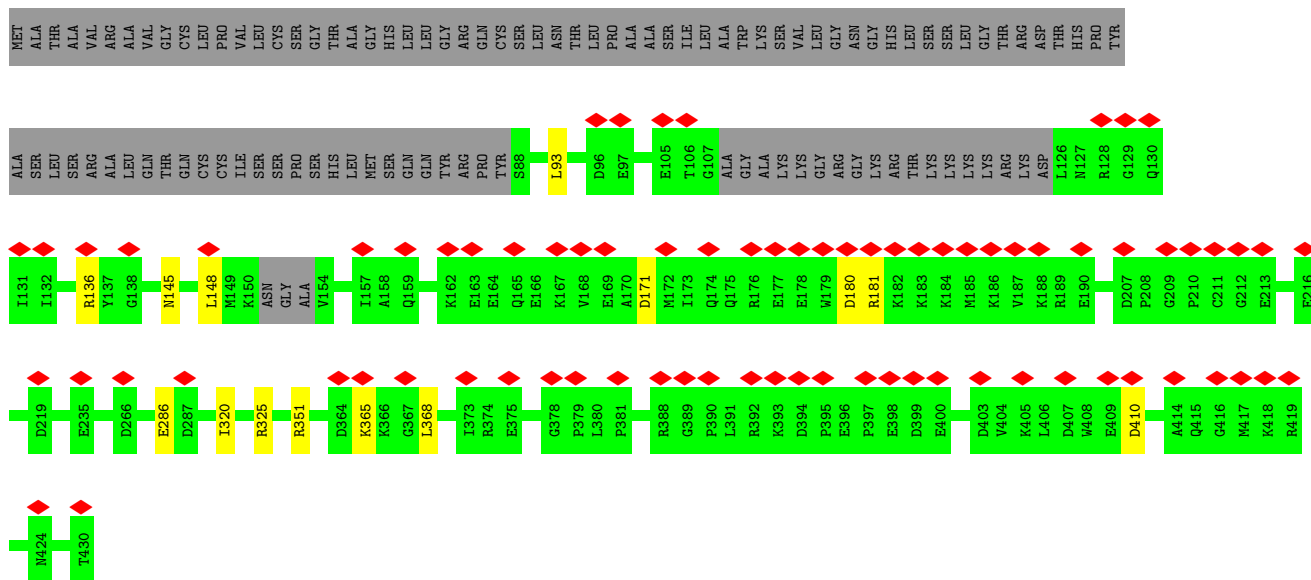 MET ALA THR ALA VAL ARG ALA VAL GLY CYS LEU PRO VAL LEU CYS SER GLY THR ALA GLY HIS LEU LEU GLY ARG GLN CYS SER LEU ASN THR LEU PRO ALA ALA SER ILE LEU ALA TRP LYS SER VAL LEU GLY ASN GLY HIS LEU SER SER LEU GLY THR ARG ASP THR HIS PRO TYR
ALA SER LEU SER ARG ALA LEU GLN THR GLN CYS CYS ILE SER SER PRO SER HIS LEU MET SER GLN GLN TYR ARG PRO TYR S88 L93 D96 E97 E105 T106 G107 ALA GLY ALA LYS LYS GLY ARG GLY LYS ARG THR LYS LYS LYS LYS ARG LYS ASP L126 N127 R128 G129 Q130
I131 I132 R136 Y137 G138 N145 L148 M149 K150 ASN GLY ALA V154 I157 A158 Q159 K162 E163 E164 Q165 E166 K167 V168 E169 A170 D171 M172 I173 Q174 Q175 R176 E177 E178 W179 D180 R181 K182 K183 K184 M185 K186 V187 K188 R189 E190 D207 P208 G209 P210 C211 G212 E213 E216
D219 E235 D266 E286 D287 I320 R325 R351 D364 K365 K366 G367 L368 I373 R374 E375 G378 P379 L380 P381 R388 G389 P390 L391 R392 K393 D394 P395 E396 P397 E398 D399 E400 D403 V404 K405 L406 D407 W408 E409 D410 A414 Q415 G416 M417 K418 R419
N424 T430